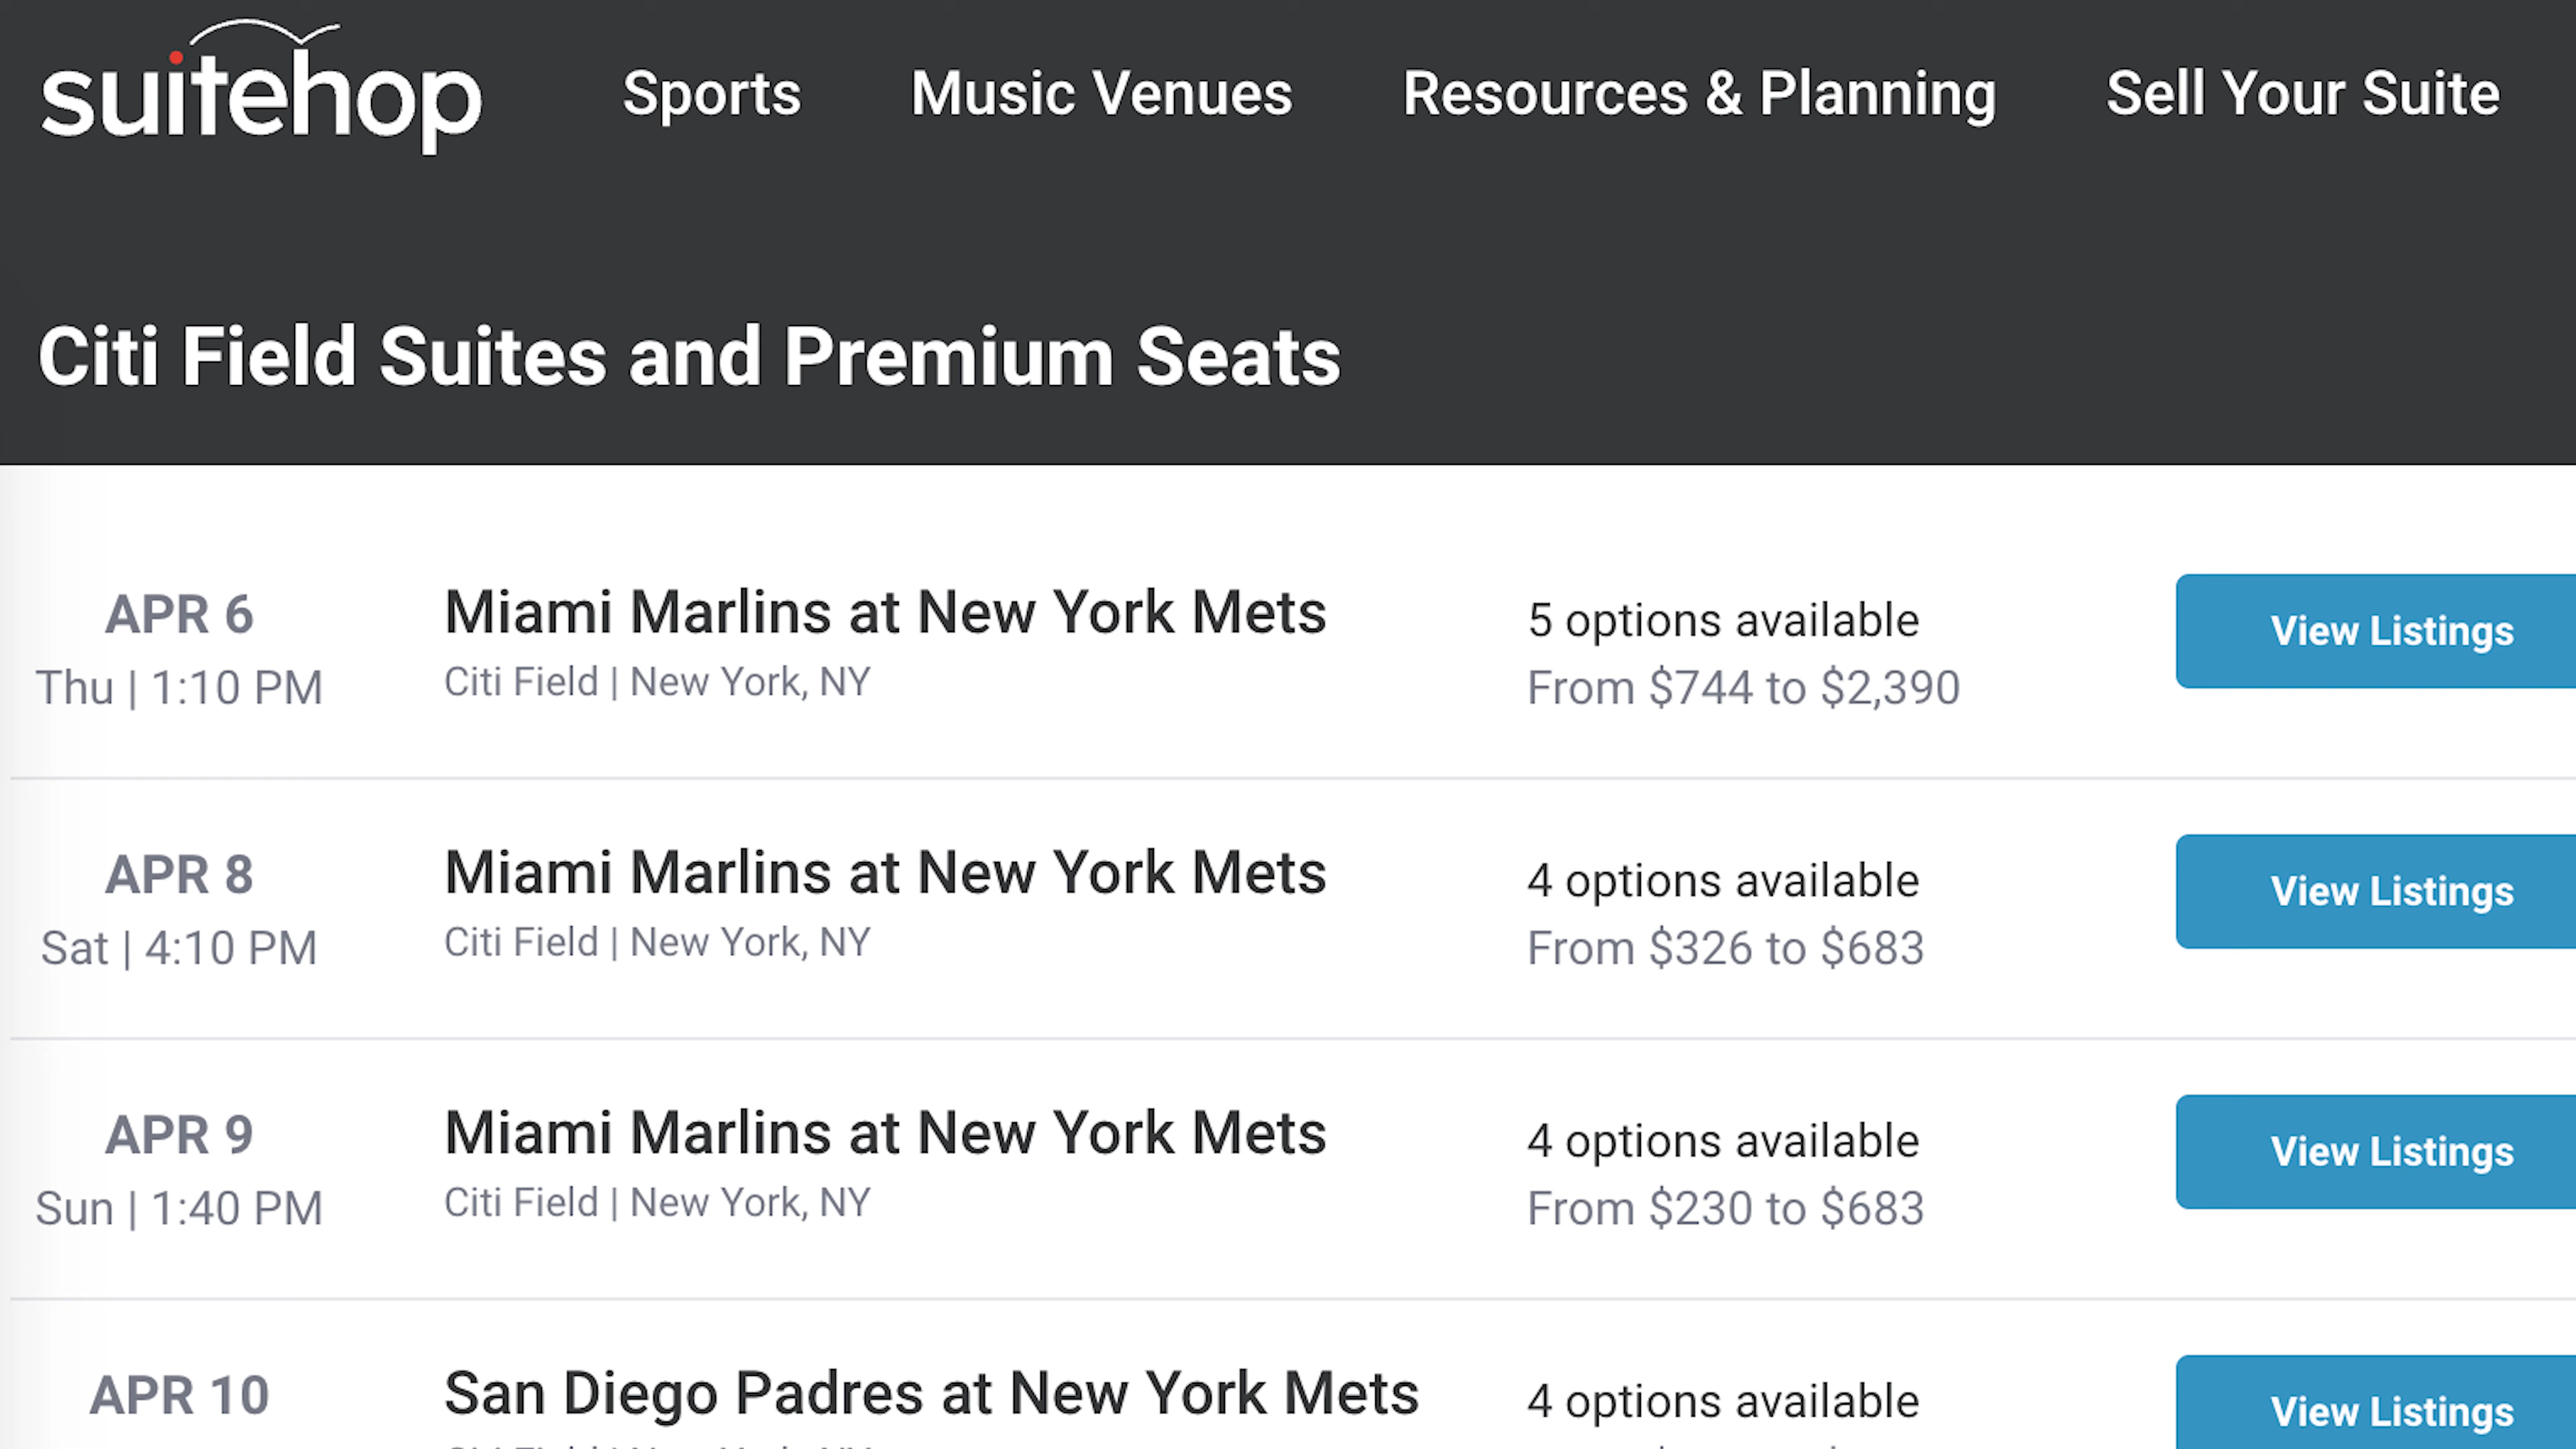 suitehop
Sports
Music Venues
Resources & Planning
Sell Your Suite
Citi Field Suites and Premium Seats
APR 6
Thu | 1:10 PM
Miami Marlins at New York Mets
Citi Field | New York, NY
5 options available
From $744 to $2,390
View Listings
APR 8
Sat | 4:10 PM
Miami Marlins at New York Mets
Citi Field | New York, NY
4 options available
From $326 to $683
View Listings
APR 9
Sun | 1:40 PM
Miami Marlins at New York Mets
Citi Field | New York, NY
4 options available
From $230 to $683
View Listings
APR 10
San Diego Padres at New York Mets
4 options available
View Listings